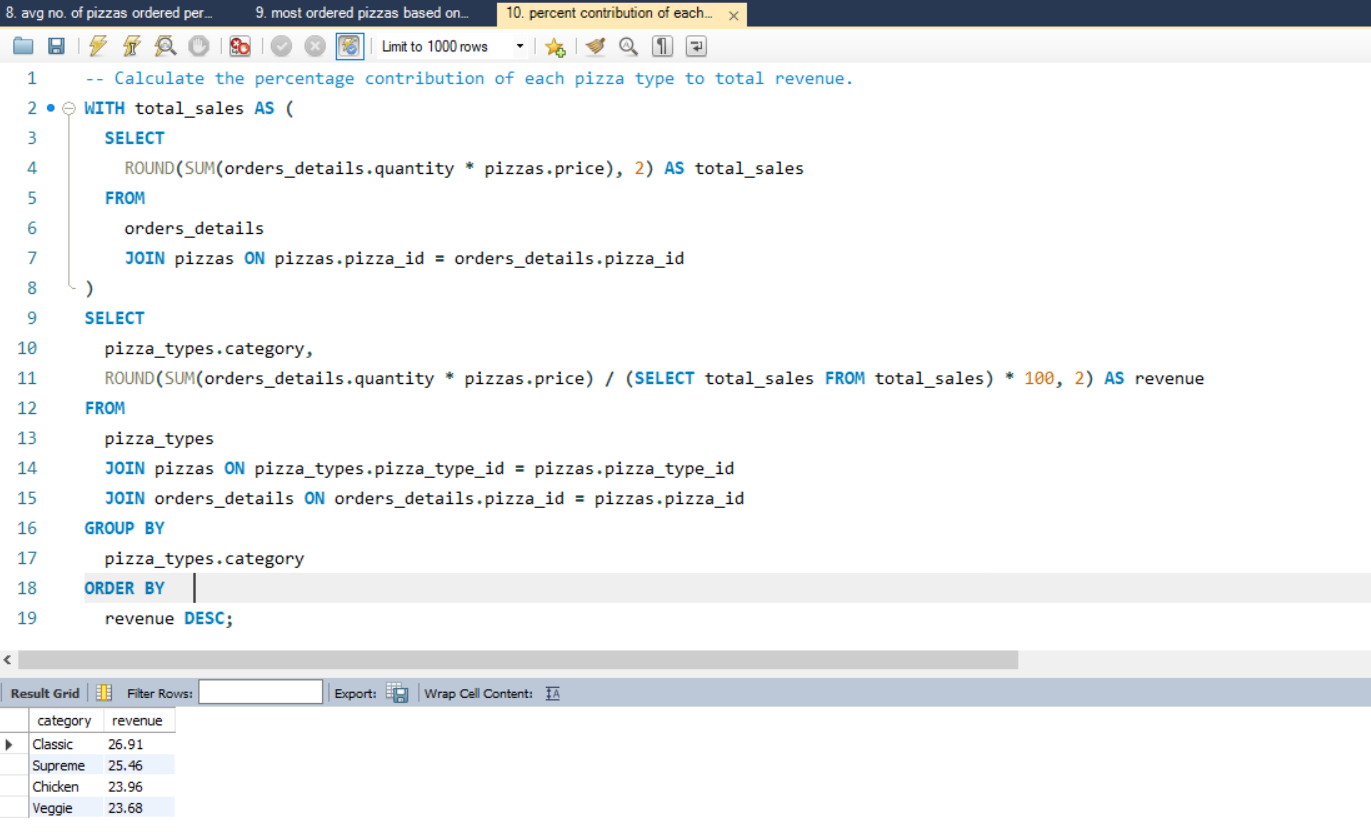 8. avg no. of pizzas ordered per... 9. most ordered pizzas based on... 10. percent contribution of each...
Limit to 1000 rows
1 -- Calculate the percentage contribution of each pizza type to total revenue.
2 WITH total_sales AS (
3 SELECT
4 ROUND(SUM(orders_details.quantity * pizzas.price), 2) AS total_sales
5 FROM
6 orders_details
7 JOIN pizzas ON pizzas.pizza_id = orders_details.pizza_id
8 )
9 SELECT
10 pizza_types.category,
11 ROUND(SUM(orders_details.quantity * pizzas.price) / (SELECT total_sales FROM total_sales) * 100, 2) AS revenue
12 FROM
13 pizza_types
14 JOIN pizzas ON pizza_types.pizza_type_id = pizzas.pizza_type_id
15 JOIN orders_details ON orders_details.pizza_id = pizzas.pizza_id
16 GROUP BY
17 pizza_types.category
18 ORDER BY
19 revenue DESC;
Result Grid Filter Rows: Export: Wrap Cell Content:
category revenue
Classic 26.91
Supreme 25.46
Chicken 23.96
Veggie 23.68